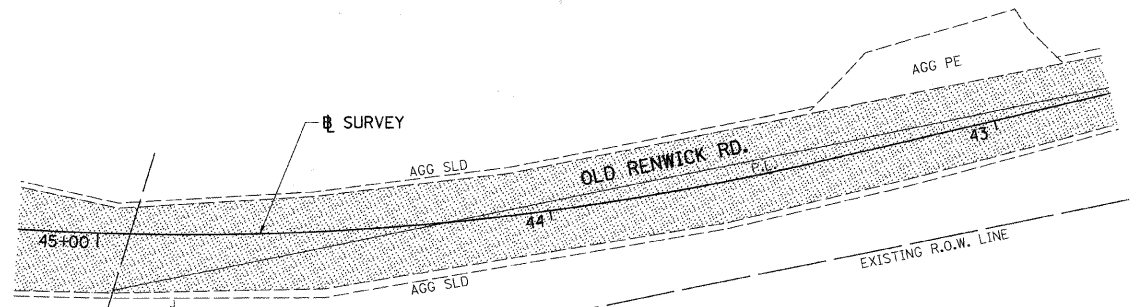 AGG PE
℄ SURVEY
AGG SLD
OLD RENWICK RD.
P.L.
43
44
45+00
EXISTING R.O.W. LINE
AGG SLD